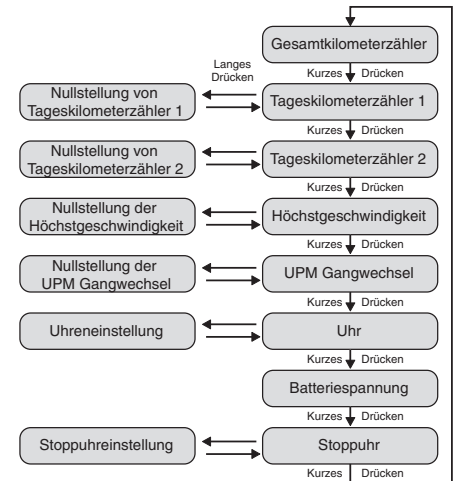 Gesamtkilometerzähler
Langes
Drücken
Kurzes Drücken
Nullstellung von
Tageskilometerzähler 1
Tageskilometerzähler 1
Kurzes Drücken
Nullstellung von
Tageskilometerzähler 2
Tageskilometerzähler 2
Kurzes Drücken
Nullstellung der
Höchstgeschwindigkeit
Höchstgeschwindigkeit
Kurzes Drücken
Nullstellung der
UPM Gangwechsel
UPM Gangwechsel
Kurzes Drücken
Uhreneinstellung
Uhr
Kurzes Drücken
Batteriespannung
Kurzes Drücken
Stoppuhreinstellung
Stoppuhr
Kurzes Drücken